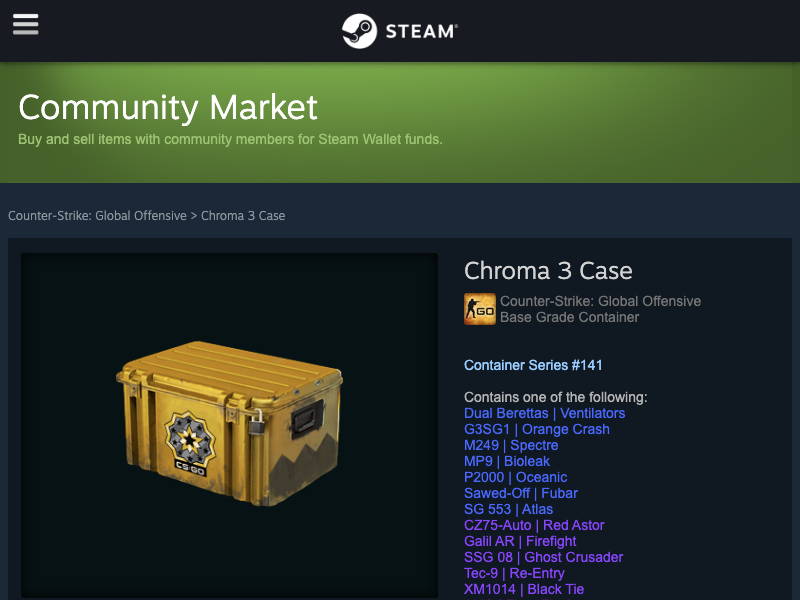 STEAM®
Community Market
Buy and sell items with community members for Steam Wallet funds.
Counter-Strike: Global Offensive > Chroma 3 Case
Chroma 3 Case
GO
Counter-Strike: Global Offensive
Base Grade Container
Container Series #141
CS:GO
Contains one of the following:
Dual Berettas | Ventilators
G3SG1 | Orange Crash
M249 | Spectre
MP9 | Bioleak
P2000 | Oceanic
Sawed-Off | Fubar
SG 553 | Atlas
CZ75-Auto | Red Astor
Galil AR | Firefight
SSG 08 | Ghost Crusader
Tec-9 | Re-Entry
XM1014 | Black Tie